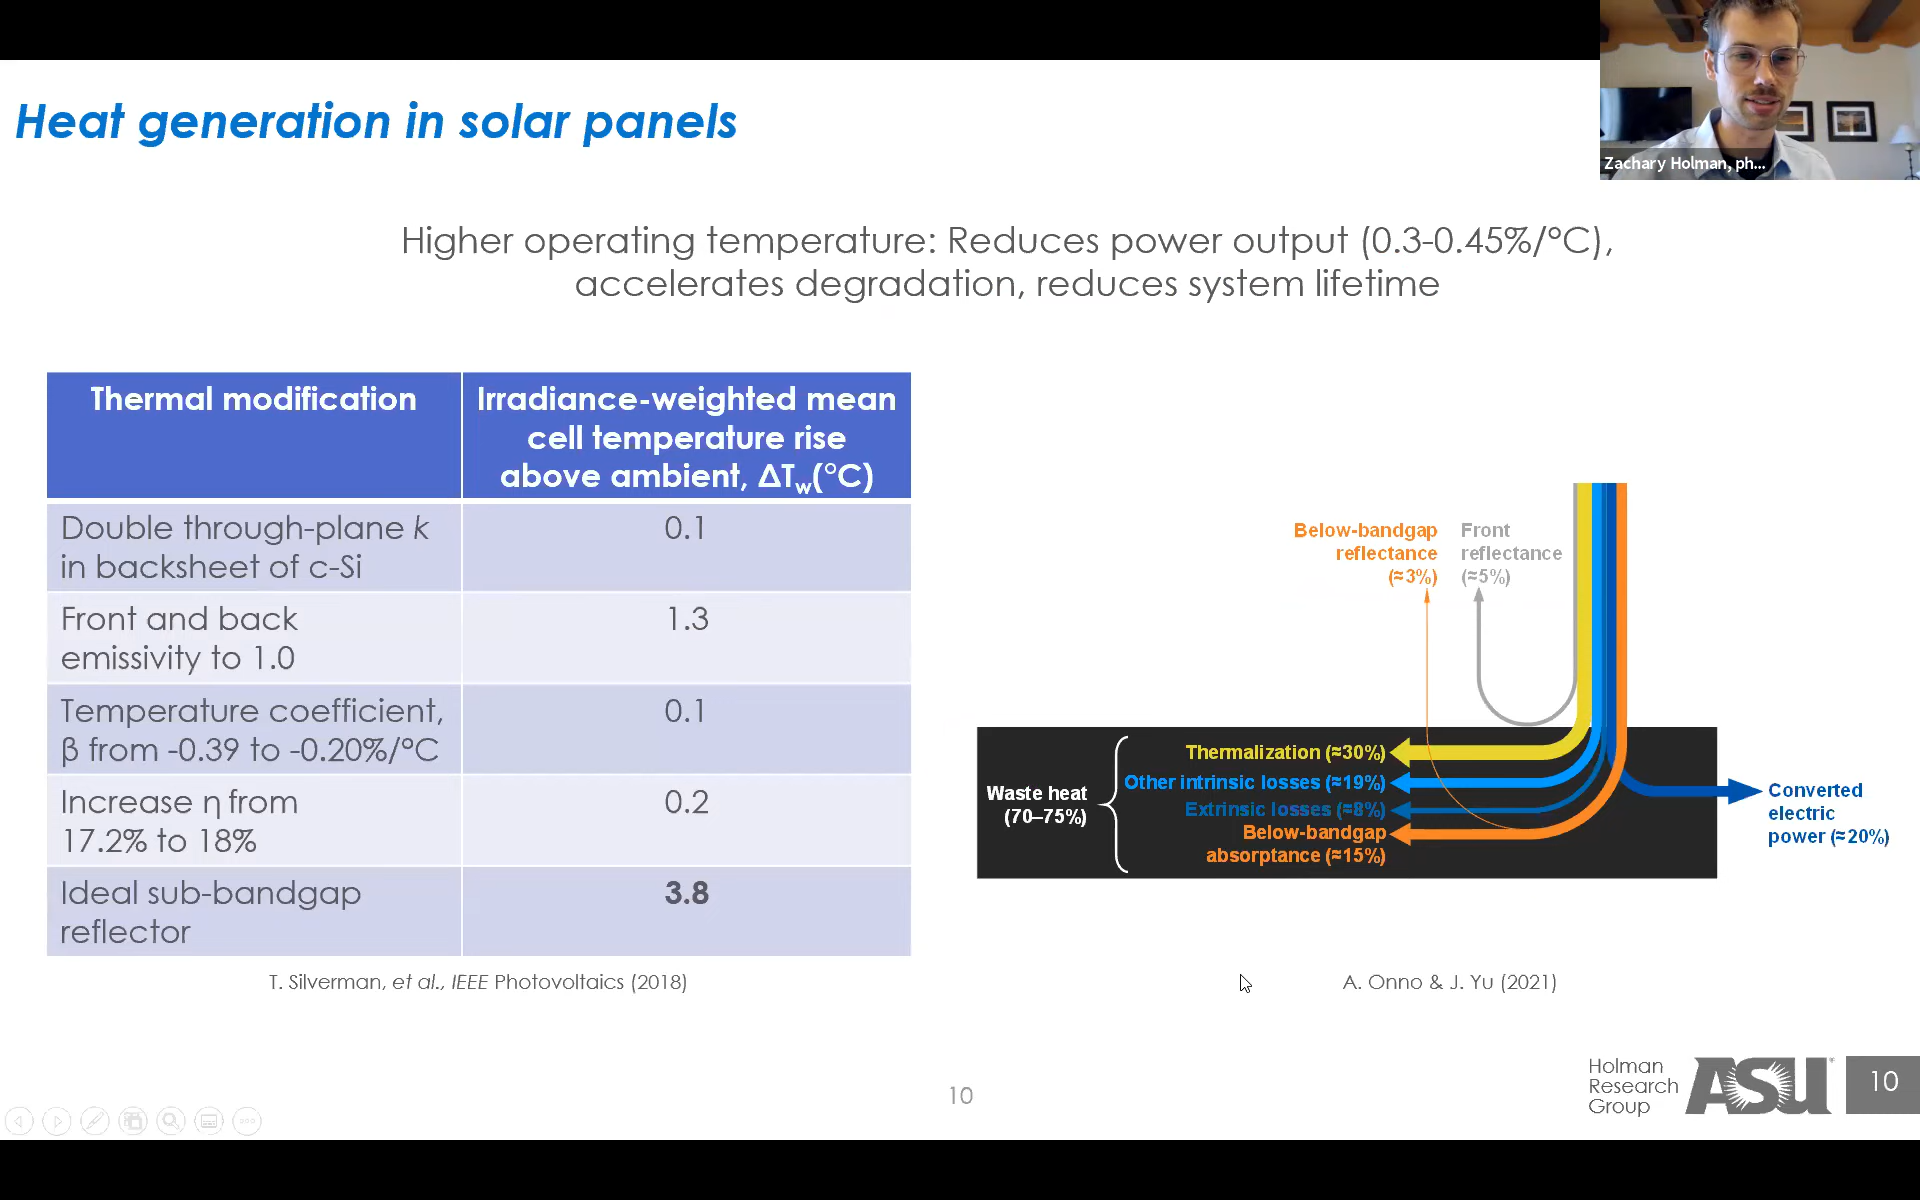 Zachary Holman, ph...
Heat generation in solar panels
Higher operating temperature: Reduces power output (0.3-0.45%/°C),
accelerates degradation, reduces system lifetime
Thermal modification
Irradiance-weighted mean
cell temperature rise
above ambient, ΔTw(°C)
Double through-plane k
in backsheet of c-Si
0.1
Front and back
emissivity to 1.0
1.3
Temperature coefficient,
β from -0.39 to -0.20%/°C
0.1
Increase η from
17.2% to 18%
0.2
Ideal sub-bandgap
reflector
3.8
T. Silverman, et al., IEEE Photovoltaics (2018)
Below-bandgap
reflectance
(≈3%)
Front
reflectance
(≈5%)
Waste heat
(70–75%)
Thermalization (≈30%)
Other intrinsic losses (≈19%)
Extrinsic losses (≈8%)
Below-bandgap
absorptance (≈15%)
Converted
electric
power (≈20%)
A. Onno & J. Yu (2021)
10
Holman
Research
Group
ASU
10